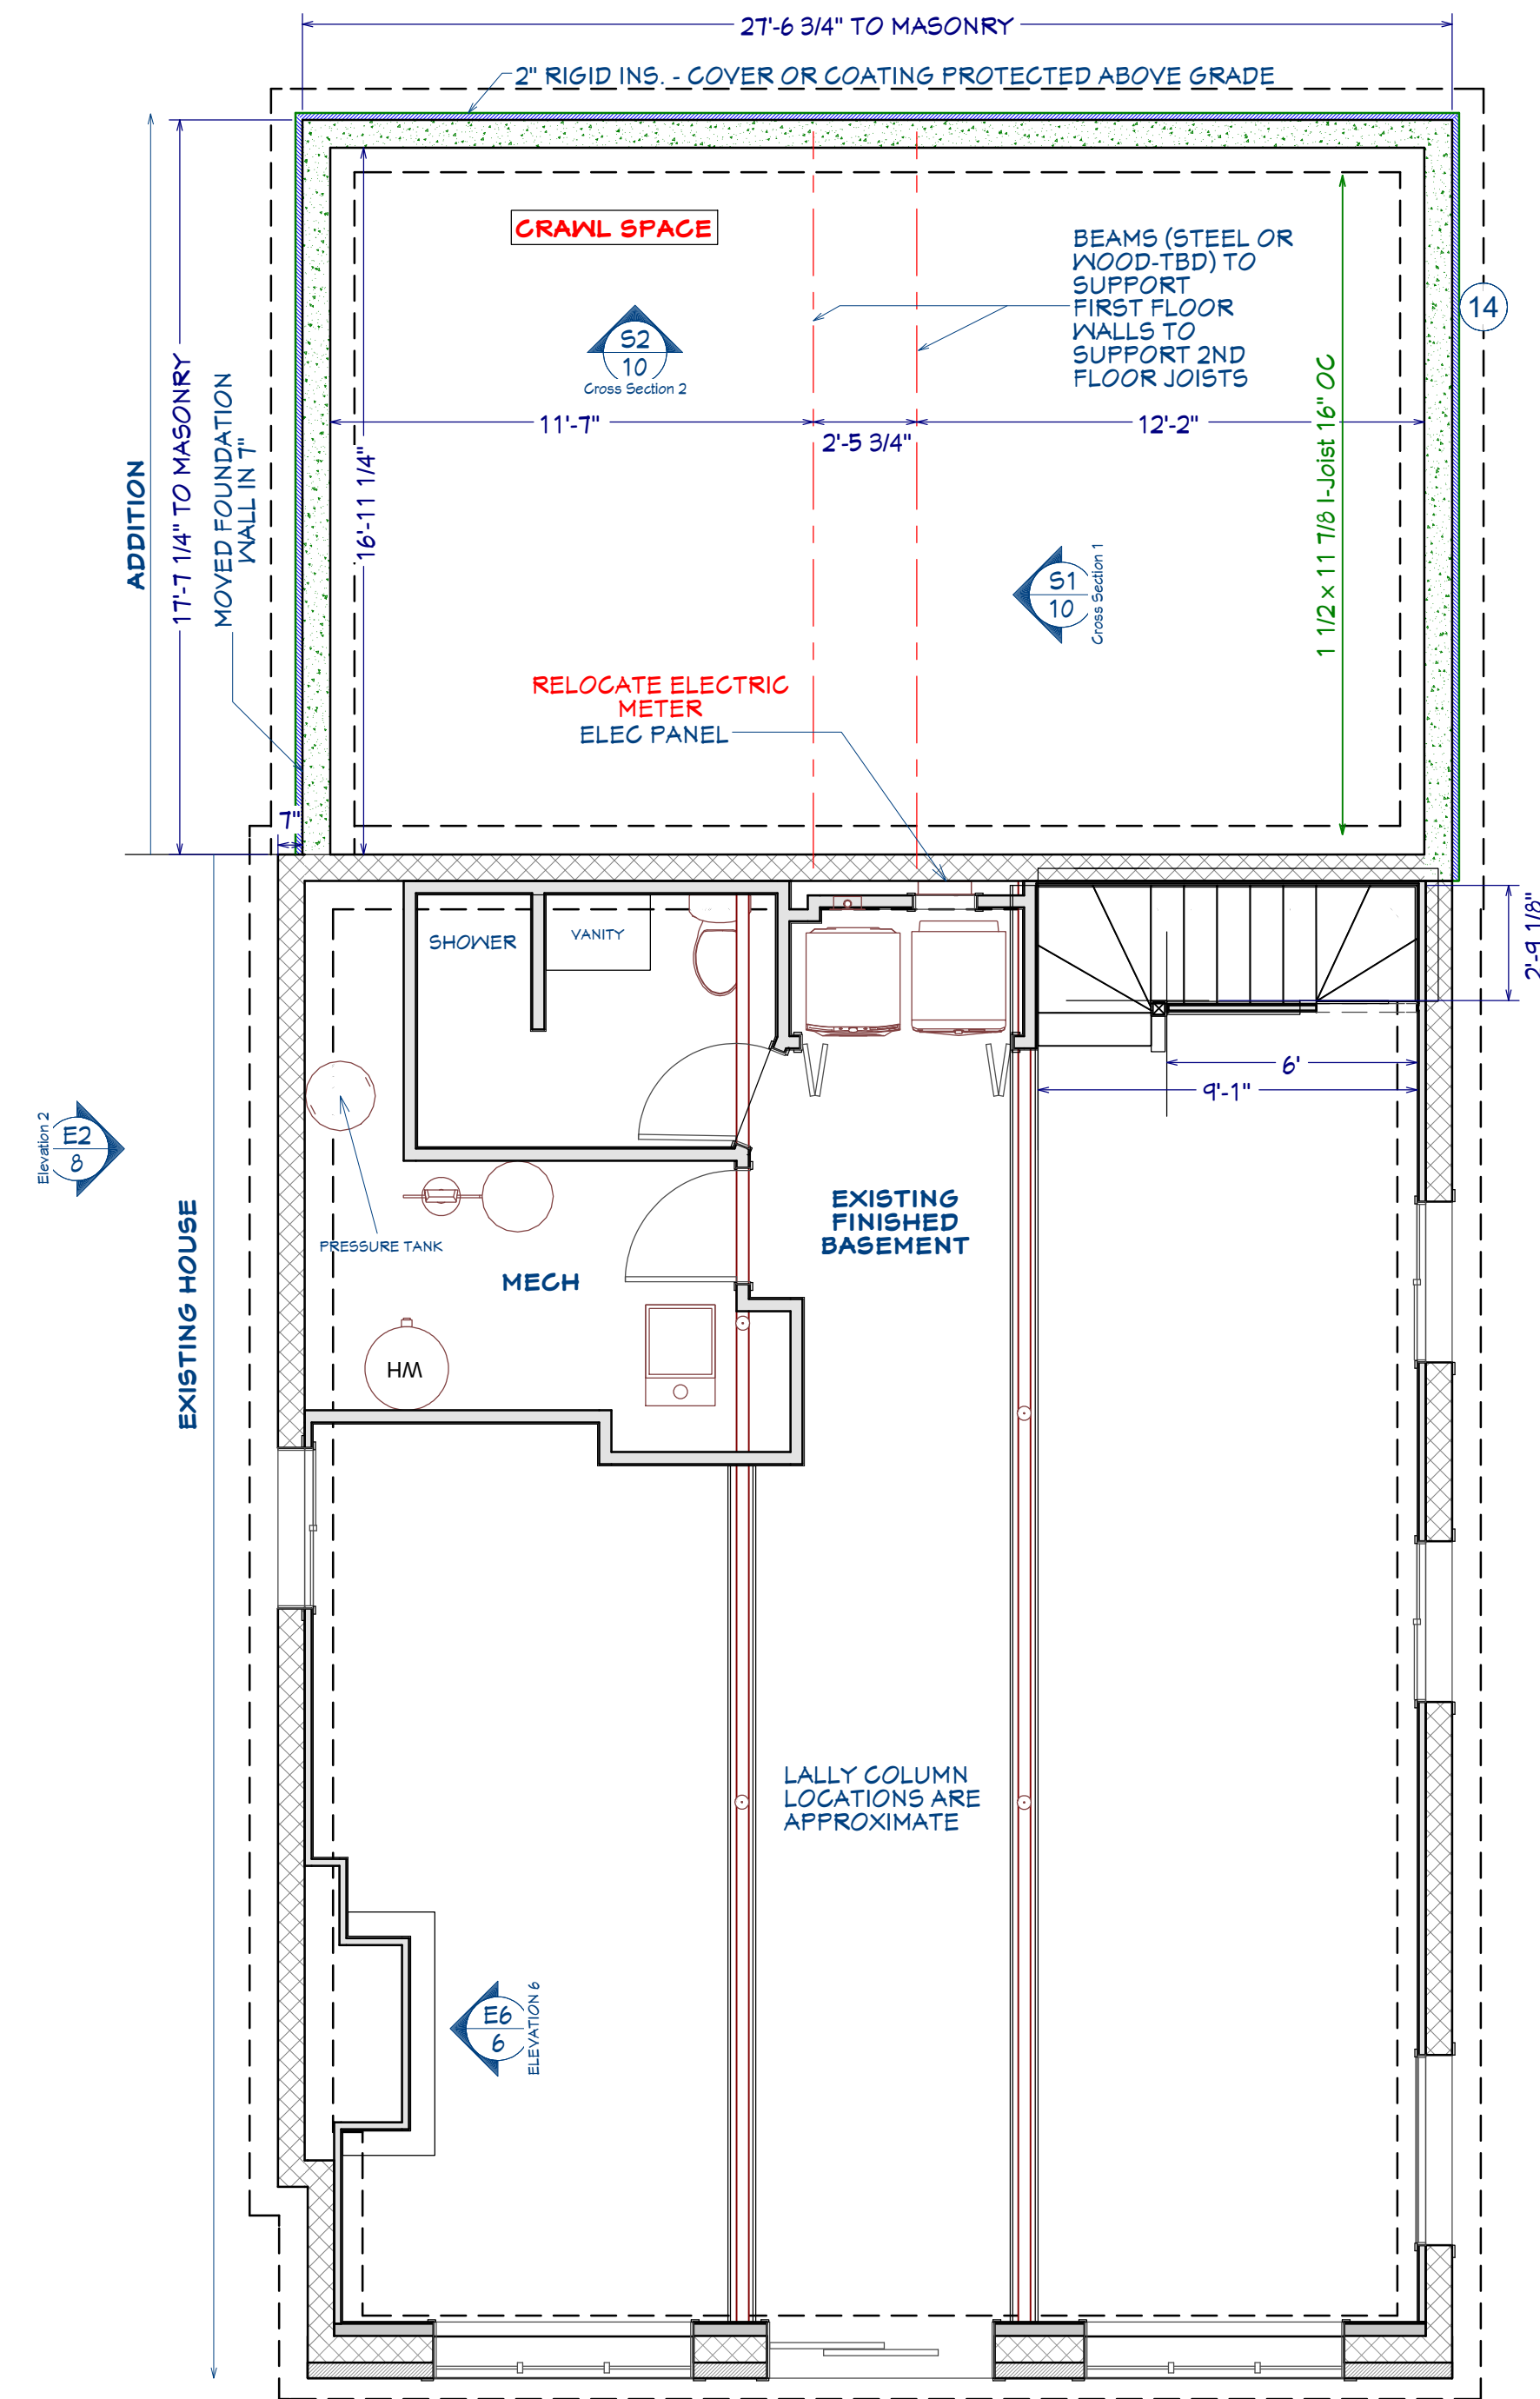 27'-6 3/4" TO MASONRY
2" RIGID INS. - COVER OR COATING PROTECTED ABOVE GRADE
CRAWL SPACE
BEAMS (STEEL OR
WOOD-TBD) TO
SUPPORT
FIRST FLOOR
WALLS TO
SUPPORT 2ND
FLOOR JOISTS
14
S2
10
Cross Section 2
11'-7"
2'-5 3/4"
12'-2"
ADDITION
17'-7 1/4" TO MASONRY
MOVED FOUNDATION
WALL IN 7"
16'-11 1/4"
1 1/2 x 11 7/8 I-Joist 16" OC
S1
10
Cross Section 1
RELOCATE ELECTRIC
METER
ELEC PANEL
7"
SHOWER
VANITY
2'-9 1/8"
6'
9'-1"
Elevation 2
E2
8
EXISTING HOUSE
PRESSURE TANK
MECH
EXISTING
FINISHED
BASEMENT
WH
LALLY COLUMN
LOCATIONS ARE
APPROXIMATE
E6
6
ELEVATION 6